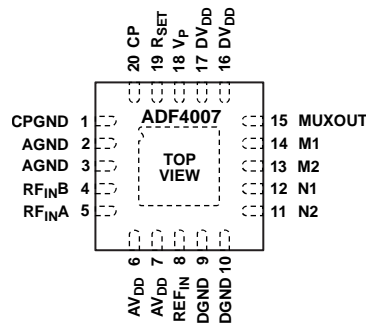 20 CP
19 RSET
18 VP
17 DVDD
16 DVDD
ADF4007
TOP
VIEW
CPGND 1
AGND 2
AGND 3
RFINB 4
RFINA 5
15 MUXOUT
14 M1
13 M2
12 N1
11 N2
AVDD 6
AVDD 7
REFIN 8
DGND 9
DGND 10